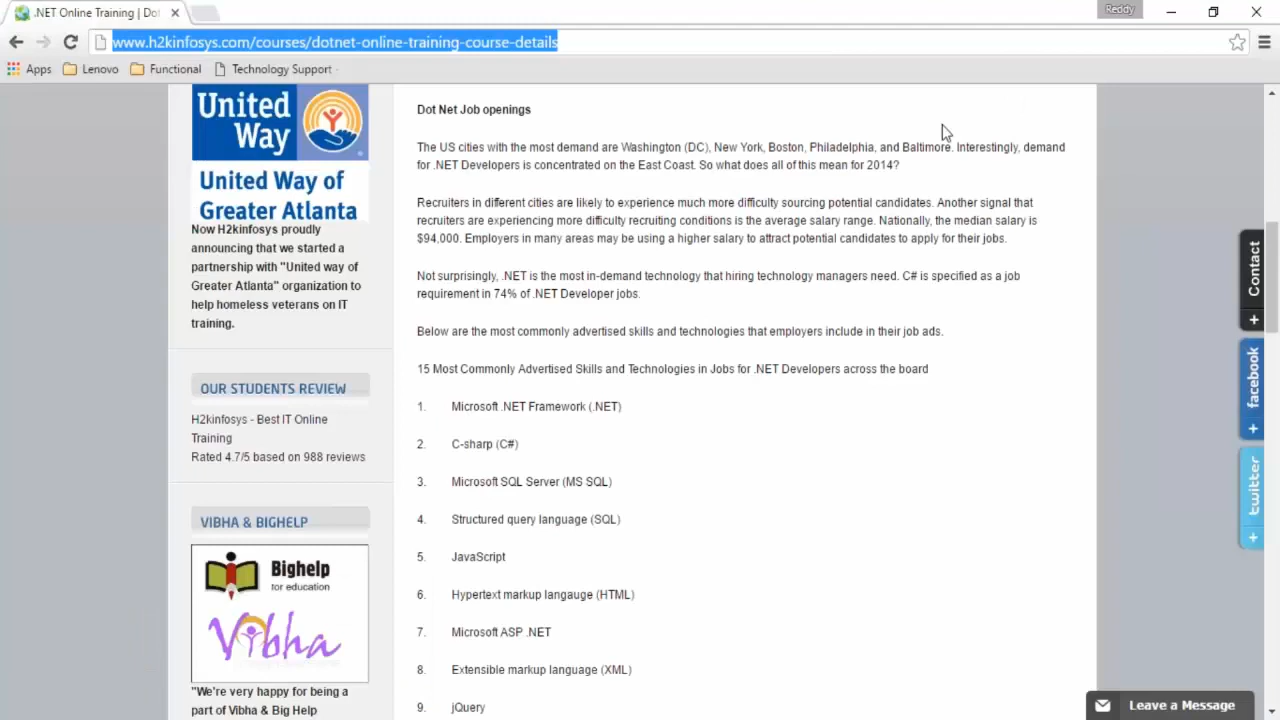 .NET Online Training | Dot
Reddy
www.h2kinfosys.com/courses/dotnet-online-training-course-details
Apps Lenovo Functional Technology Support
United
Way
United Way of
Greater Atlanta
Now H2kinfosys proudly
announcing that we started a
partnership with "United way of
Greater Atlanta" organization to
help homeless veterans on IT
training.
OUR STUDENTS REVIEW
H2kinfosys - Best IT Online
Training
Rated 4.7/5 based on 988 reviews
VIBHA & BIGHELP
Bighelp
for education
Vibha
"We're very happy for being a
part of Vibha & Big Help
Dot Net Job openings
The US cities with the most demand are Washington (DC), New York, Boston, Philadelphia, and Baltimore. Interestingly, demand
for .NET Developers is concentrated on the East Coast. So what does all of this mean for 2014?
Recruiters in different cities are likely to experience much more difficulty sourcing potential candidates. Another signal that
recruiters are experiencing more difficulty recruiting conditions is the average salary range. Nationally, the median salary is
$94,000. Employers in many areas may be using a higher salary to attract potential candidates to apply for their jobs.
Not surprisingly, .NET is the most in-demand technology that hiring technology managers need. C# is specified as a job
requirement in 74% of .NET Developer jobs.
Below are the most commonly advertised skills and technologies that employers include in their job ads.
15 Most Commonly Advertised Skills and Technologies in Jobs for .NET Developers across the board
1. Microsoft .NET Framework (.NET)
2. C-sharp (C#)
3. Microsoft SQL Server (MS SQL)
4. Structured query language (SQL)
5. JavaScript
6. Hypertext markup langauge (HTML)
7. Microsoft ASP .NET
8. Extensible markup language (XML)
9. jQuery
Contact
facebook
twitter
Leave a Message